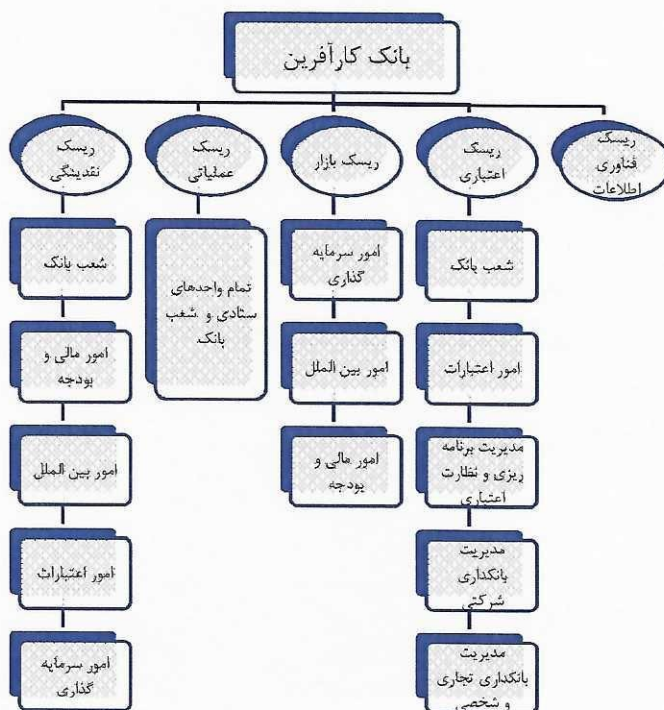 بانک کارآفرین
ریسک
فناوری
اطلاعات
ریسک
اعتباری
شعب بانک
امور اعتبارات
مدیریت برنامه
ریزی و نظارت
اعتباری
مدیریت
بانکداری
شرکتی
مدیریت
بانکداری تجاری
و شخصی
ریسک بازار
امور سرمایه
گذاری
امور بین الملل
امور مالی و
بودجه
ریسک
عملیاتی
تمام واحدهای
ستادی و شعب
بانک
ریسک
نقدینگی
شعب بانک
امور مالی و
بودجه
امور بین الملل
امور اعتبارات
امور سرمایه
گذاری